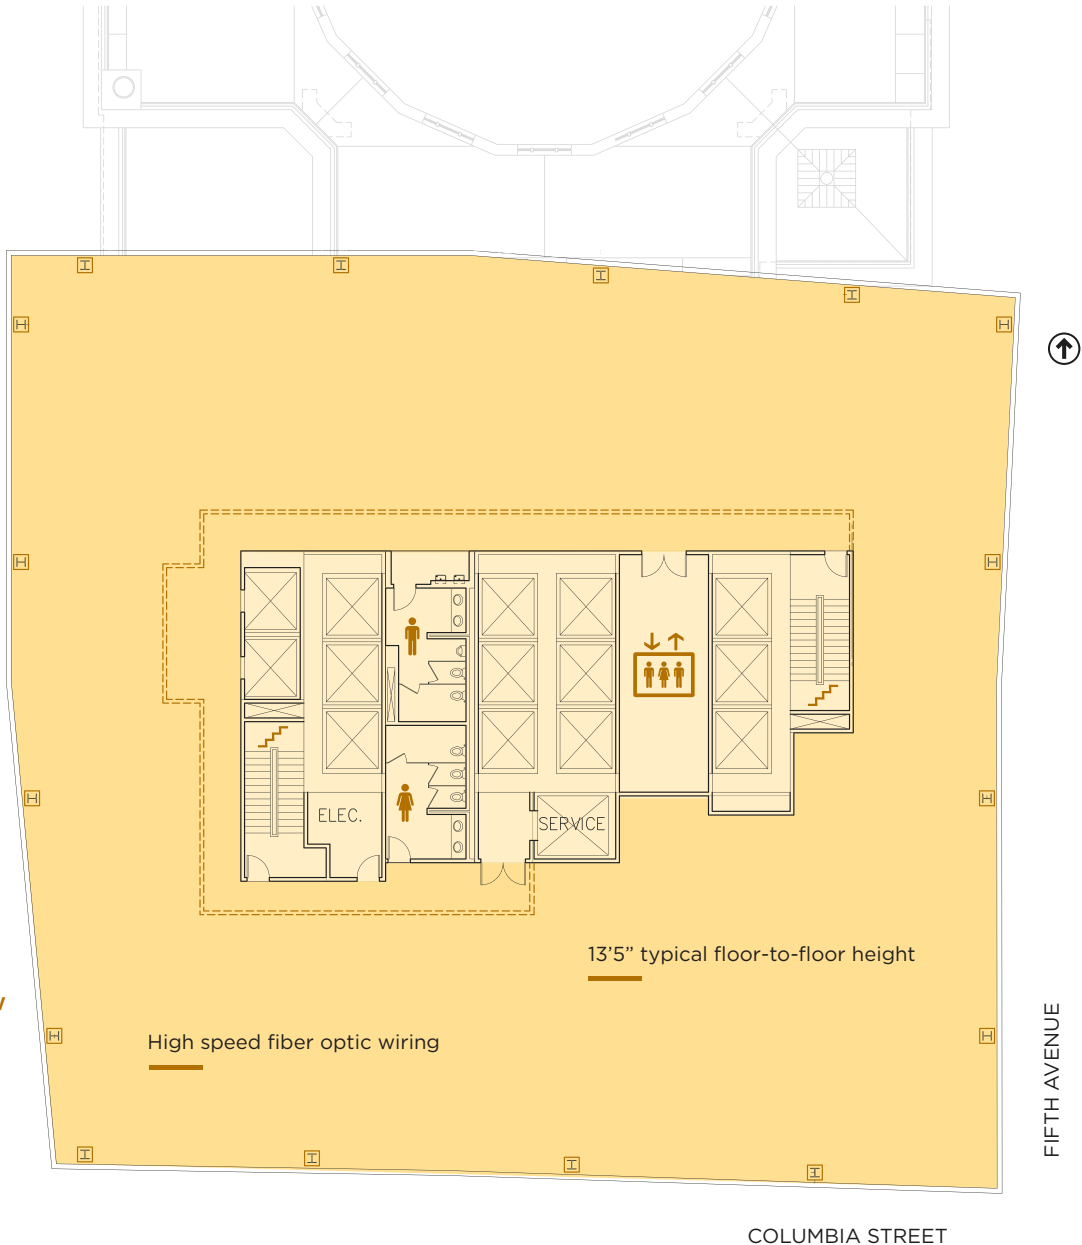 ELEC.
SERVICE
13'5” typical floor-to-floor height
High speed fiber optic wiring
FIFTH AVENUE
COLUMBIA STREET